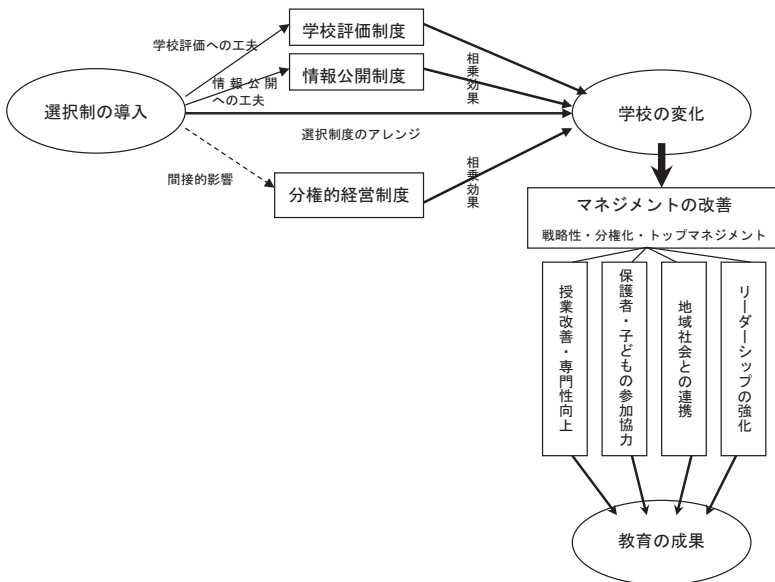 学校評価制度
学校評価への工夫
情報公開
への工夫
情報公開制度
相乗効果
選択制の導入
学校の変化
選択制度のアレンジ
間接的影響
分権的経営制度
相乗効果
マネジメントの改善
戦略性・分権化・トップマネジメント
授業改善・専門性向上
保護者・子どもの参加協力
地域社会との連携
リーダーシップの強化
教育の成果